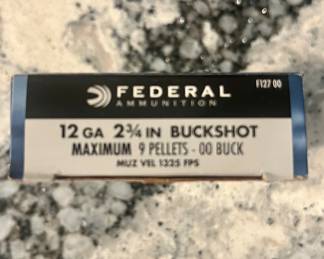 F127 00
FEDERAL
AMMUNITION
12 GA 2¾ IN BUCKSHOT
MAXIMUM 9 PELLETS - 00 BUCK
MUZ VEL 1325 FPS